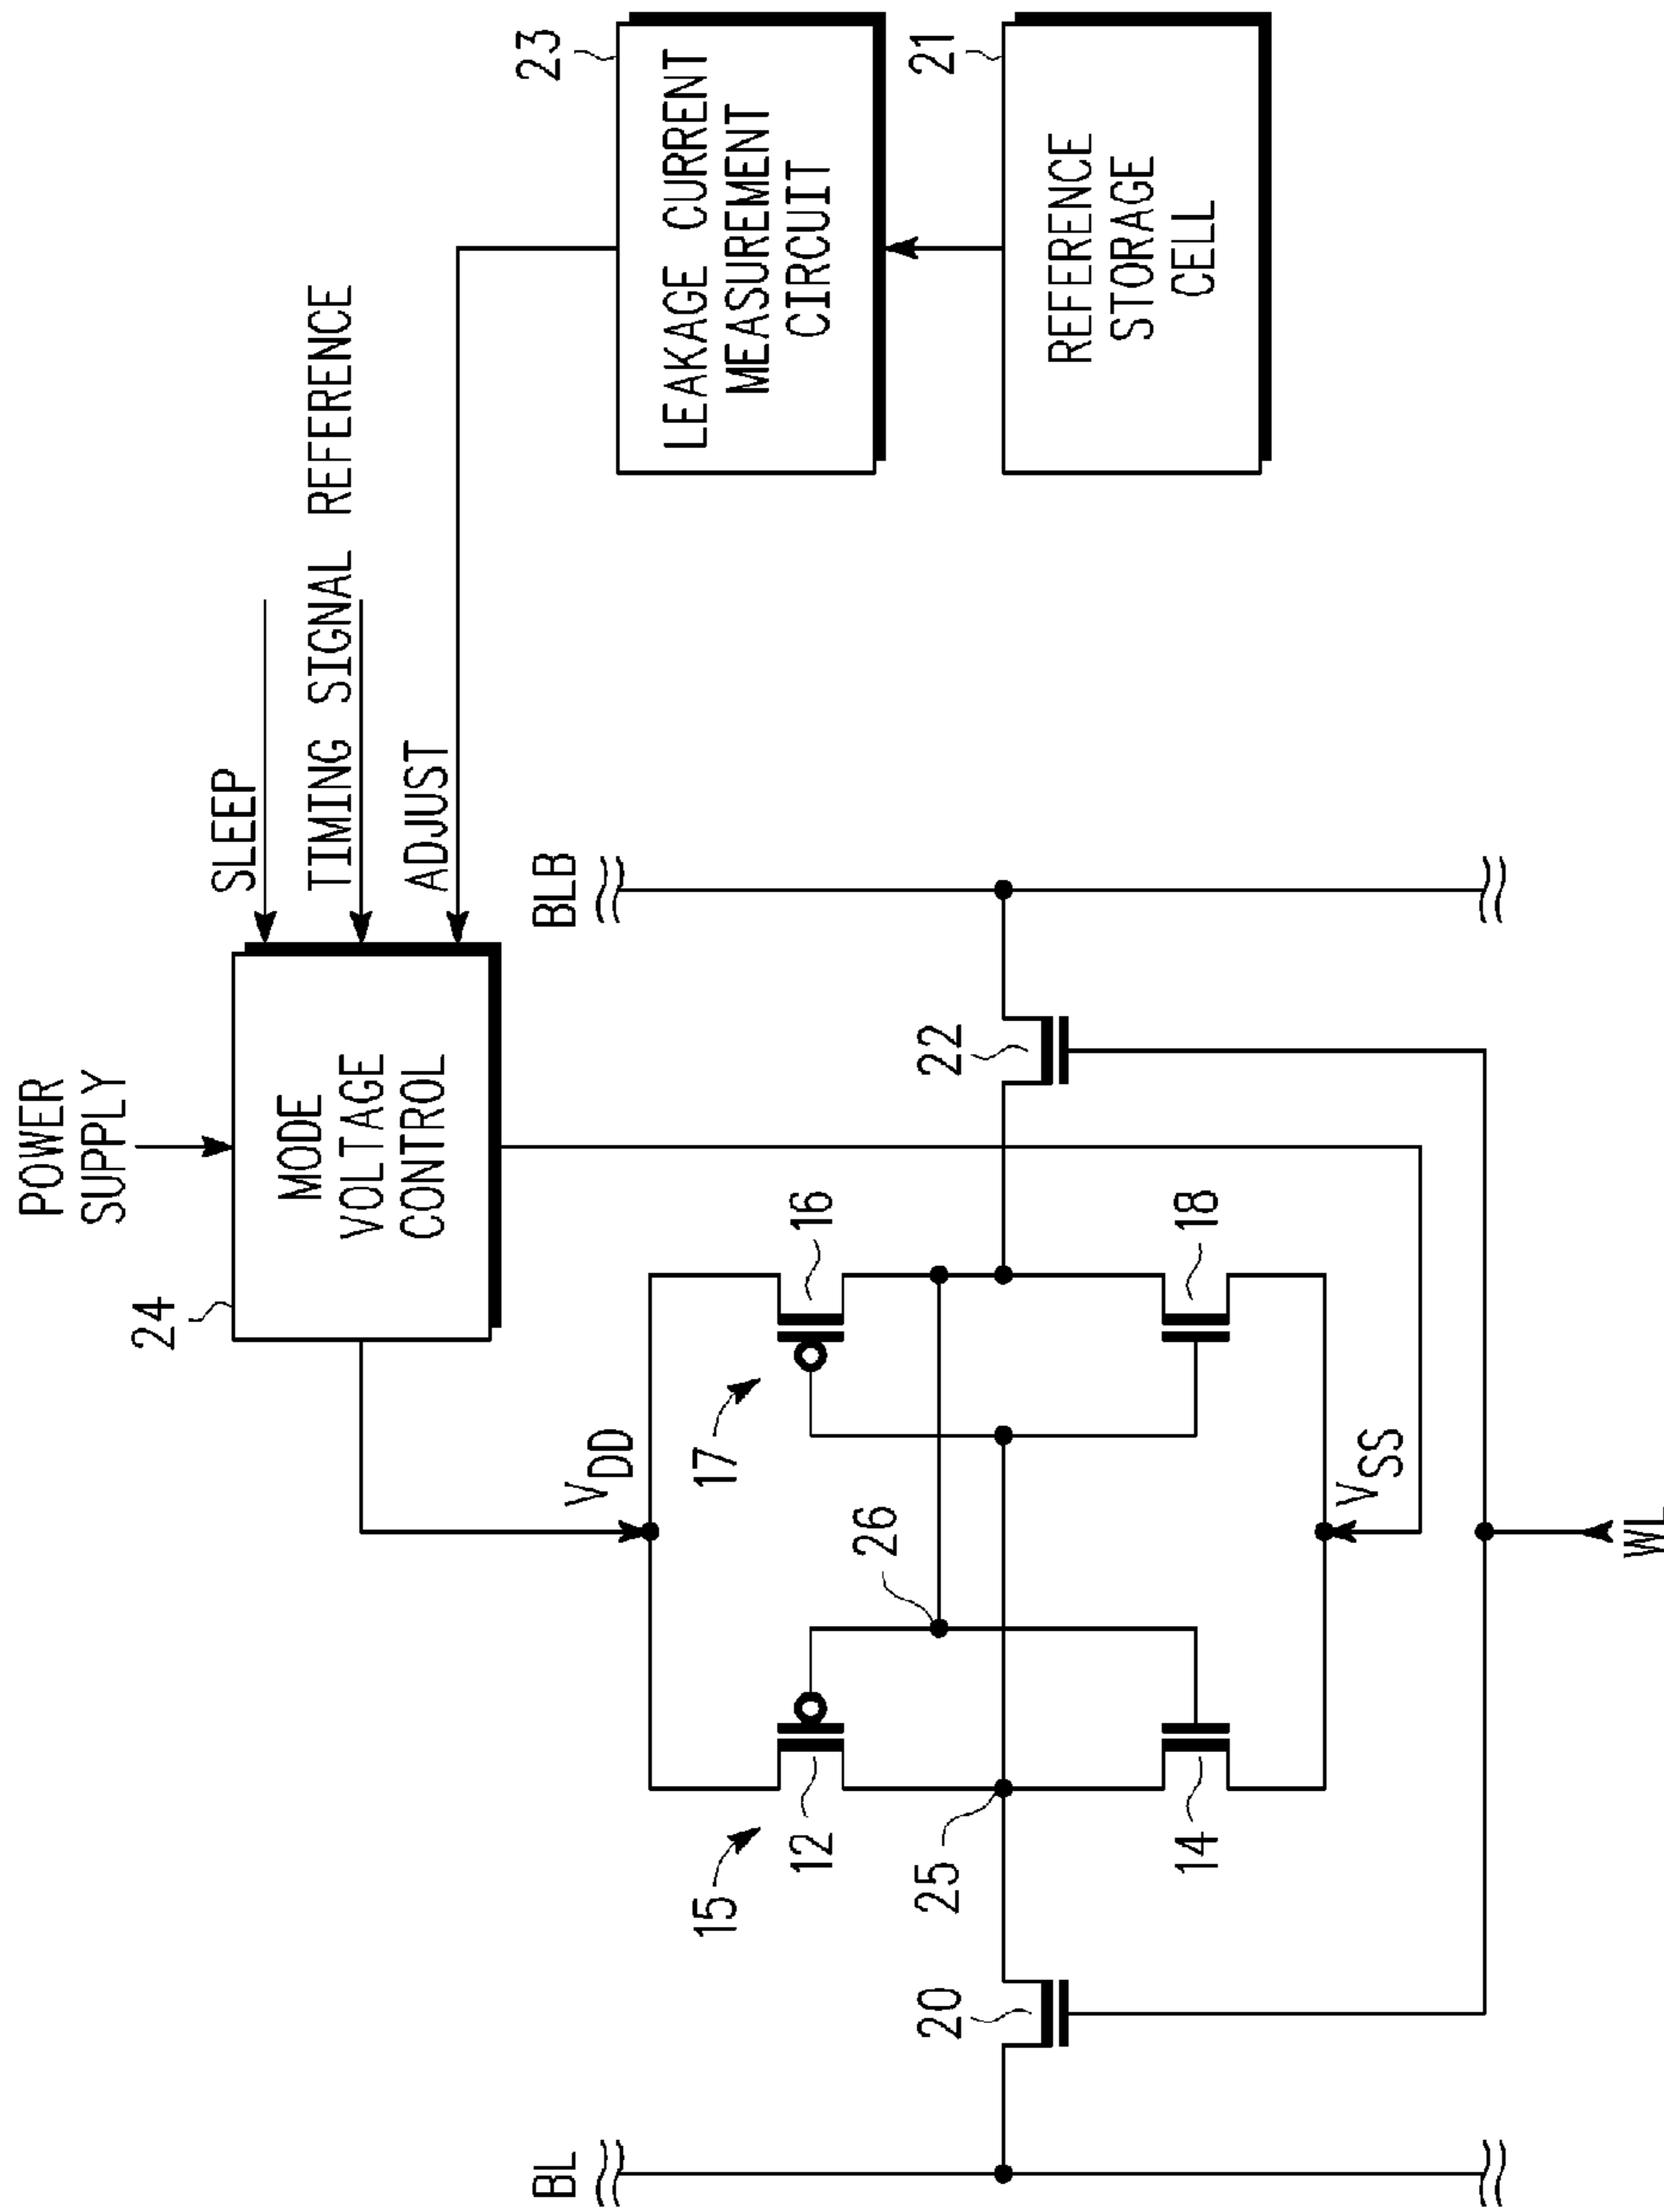 POWER
SUPPLY
24
MODE
VOLTAGE
CONTROL
SLEEP
TIMING SIGNAL REFERENCE
ADJUST
23
LEAKAGE CURRENT
MEASUREMENT
CIRCUIT
21
REFERENCE
STORAGE
CELL
BL
BLB
VDD
15
12
17
16
26
25
20
22
14
18
VSS
WL